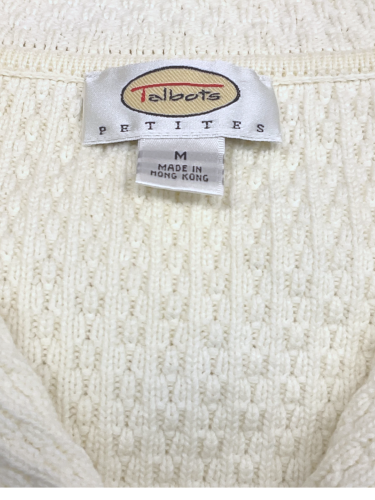 Talbots
PETITES
M
MADE IN
HONG KONG